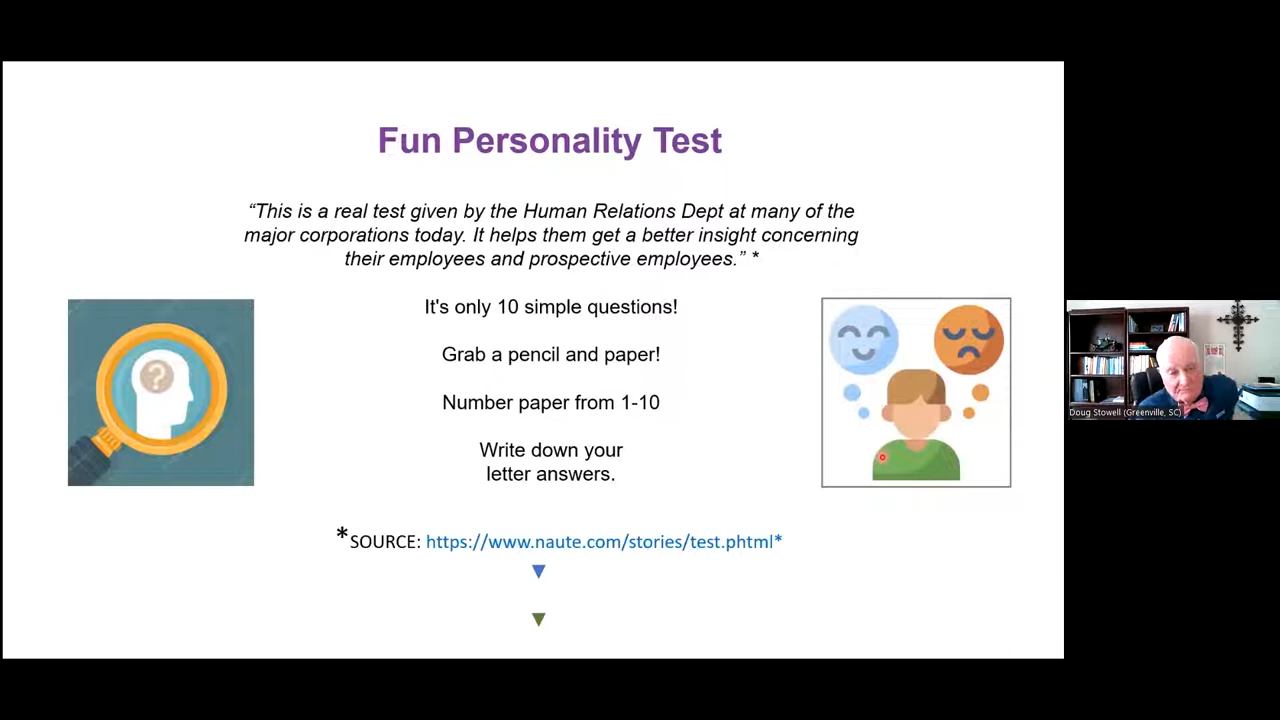 Fun Personality Test
“This is a real test given by the Human Relations Dept at many of the
major corporations today. It helps them get a better insight concerning
their employees and prospective employees.” *
It's only 10 simple questions!
Grab a pencil and paper!
Number paper from 1-10
Write down your
letter answers.
?
*SOURCE: https://www.naute.com/stories/test.phtml*
Doug Stowell (Greenville, SC)